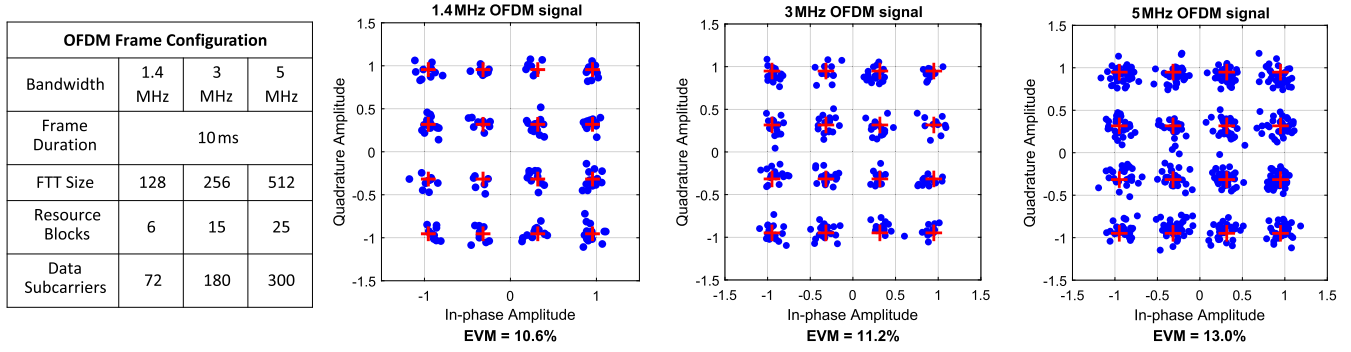 OFDM Frame Configuration
Bandwidth
1.4 MHz
3 MHz
5 MHz
Frame Duration
10 ms
FTT Size
128
256
512
Resource Blocks
6
15
25
Data Subcarriers
72
180
300
1.4 MHz OFDM signal
Quadrature Amplitude
1.5
1
0.5
0
-0.5
-1
-1.5
-1
0
1
In-phase Amplitude
EVM = 10.6%
3 MHz OFDM signal
Quadrature Amplitude
1.5
1
0.5
0
-0.5
-1
-1.5
-1.5
-1
-0.5
0
0.5
1
1.5
In-phase Amplitude
EVM = 11.2%
5 MHz OFDM signal
Quadrature Amplitude
1.5
1
0.5
0
-0.5
-1
-1.5
-1.5
-1
-0.5
0
0.5
1
1.5
In-phase Amplitude
EVM = 13.0%